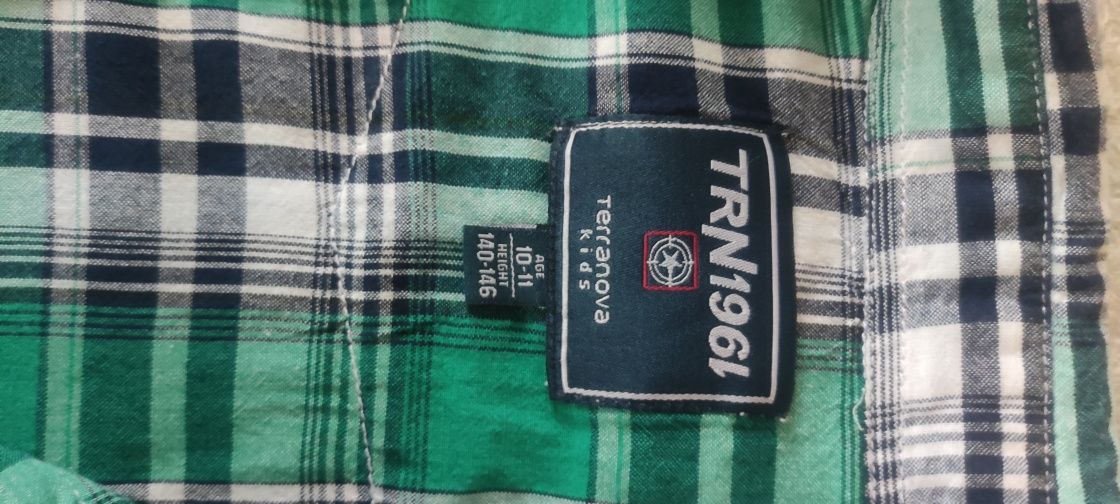 TRN1961
Terranova
kids
AGE
10-11
HEIGHT
140-146